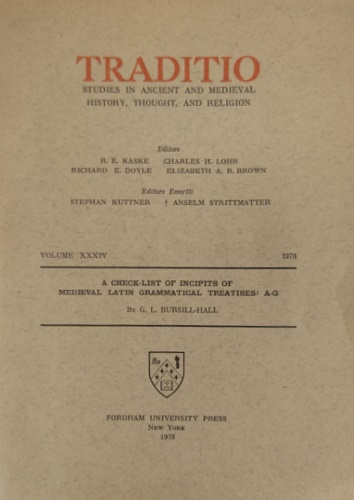 TRADITIO
STUDIES IN ANCIENT AND MEDIEVAL
HISTORY, THOUGHT, AND RELIGION
Editors
R. E. KASKE CHARLES H. LOHR
RICHARD E. DOYLE ELIZABETH A. R. BROWN
Editors Emeriti
STEPHAN KUTTNER † ANSELM STRITTMATTER
VOLUME XXXIV 1978
A CHECK-LIST OF INCIPITS OF
MEDIEVAL LATIN GRAMMATICAL TREATISES: A-G
By G. L. BURSILL-HALL
FORDHAM UNIVERSITY PRESS
New York
1978